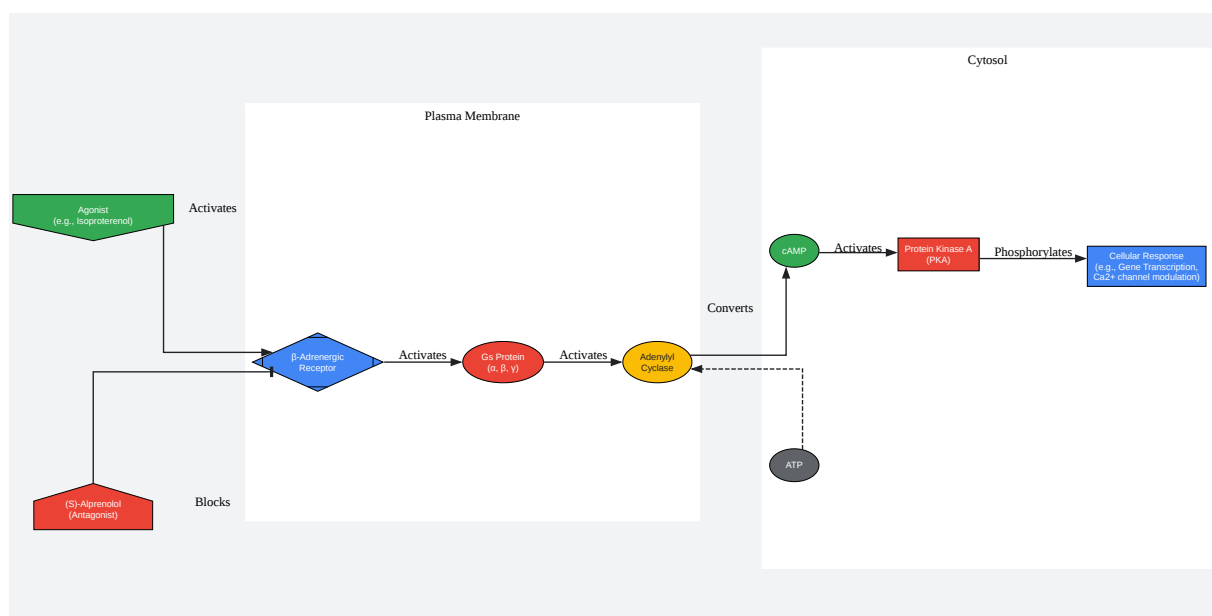 Cytosol
Plasma Membrane
Agonist
(e.g., Isoproterenol)
Activates
cAMP
Activates
Protein Kinase A
(PKA)
Phosphorylates
Cellular Response
(e.g., Gene Transcription,
Ca2+ channel modulation)
Converts
β-Adrenergic
Receptor
Activates
Gs Protein
(α, β, γ)
Activates
Adenylyl
Cyclase
ATP
(S)-Alprenolol
(Antagonist)
Blocks